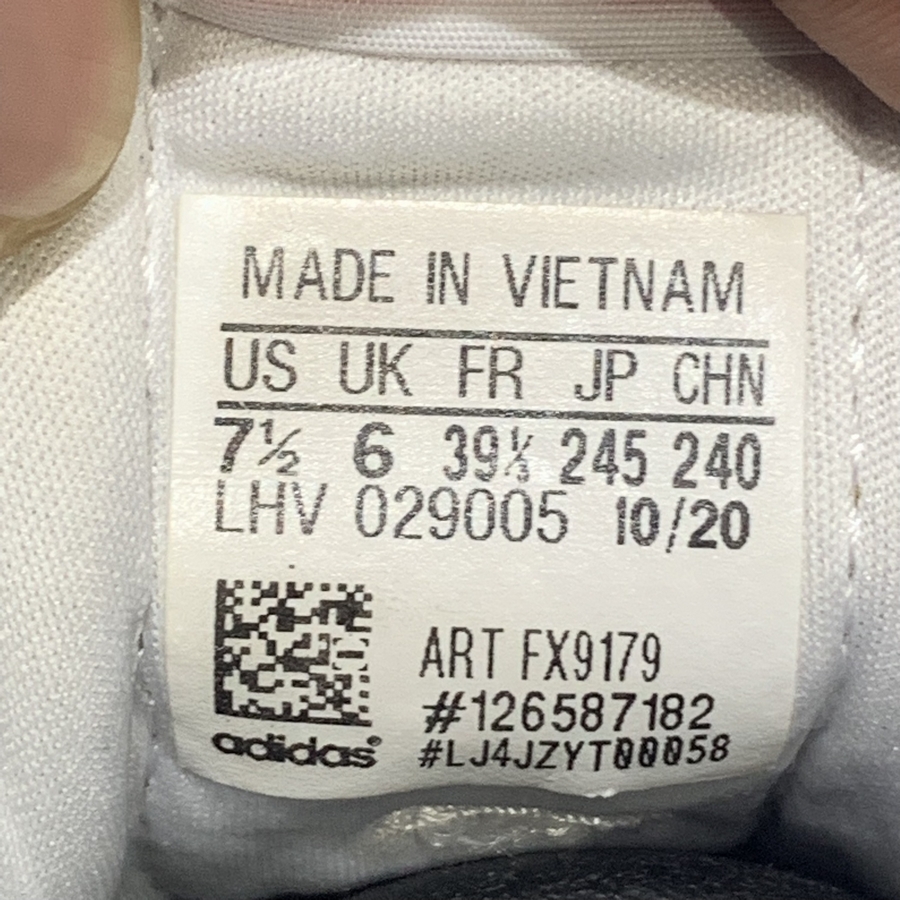 MADE IN VIETNAM
US UK FR JP CHN
7½ 6 39⅓ 245 240
LHV 029005 10/20
ART FX9179
#126587182
#LJ4JZYT00058
adidas®